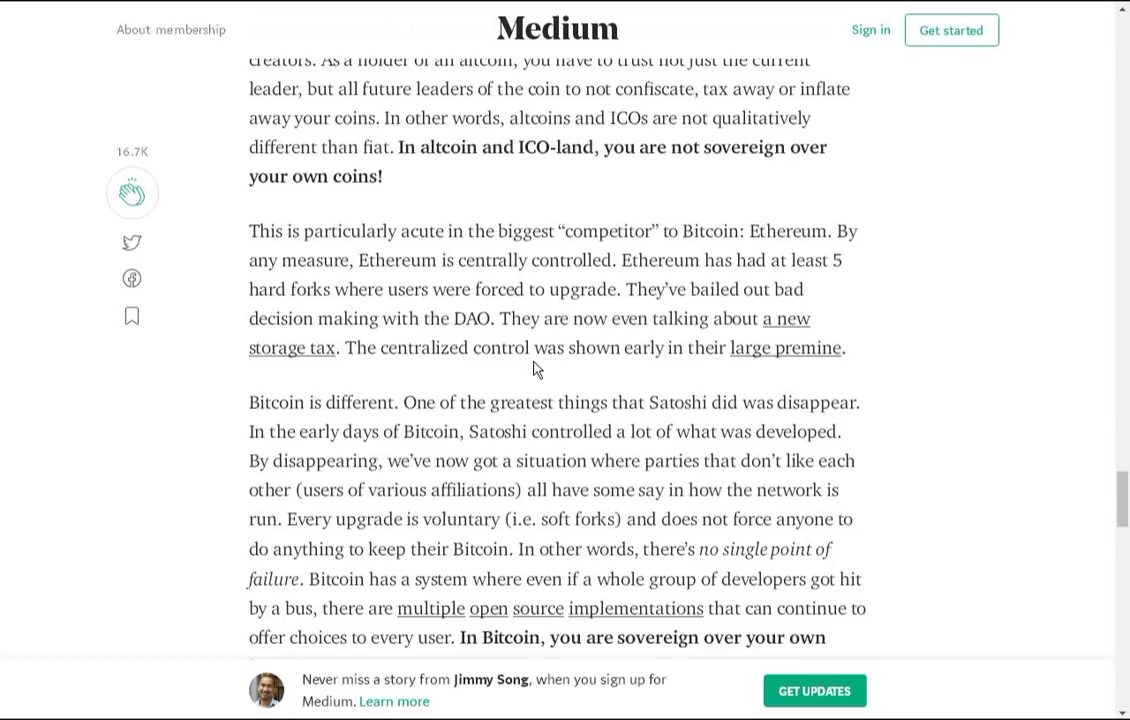 About membership
Medium
Sign in
Get started
creators. As a holder of an altcoin, you have to trust not just the current
leader, but all future leaders of the coin to not confiscate, tax away or inflate
away your coins. In other words, altcoins and ICOs are not qualitatively
different than fiat. In altcoin and ICO-land, you are not sovereign over
your own coins!
16.7K
This is particularly acute in the biggest “competitor” to Bitcoin: Ethereum. By
any measure, Ethereum is centrally controlled. Ethereum has had at least 5
hard forks where users were forced to upgrade. They’ve bailed out bad
decision making with the DAO. They are now even talking about a new
storage tax. The centralized control was shown early in their large premine.
Bitcoin is different. One of the greatest things that Satoshi did was disappear.
In the early days of Bitcoin, Satoshi controlled a lot of what was developed.
By disappearing, we’ve now got a situation where parties that don’t like each
other (users of various affiliations) all have some say in how the network is
run. Every upgrade is voluntary (i.e. soft forks) and does not force anyone to
do anything to keep their Bitcoin. In other words, there’s no single point of
failure. Bitcoin has a system where even if a whole group of developers got hit
by a bus, there are multiple open source implementations that can continue to
offer choices to every user. In Bitcoin, you are sovereign over your own
Never miss a story from Jimmy Song, when you sign up for
Medium. Learn more
GET UPDATES